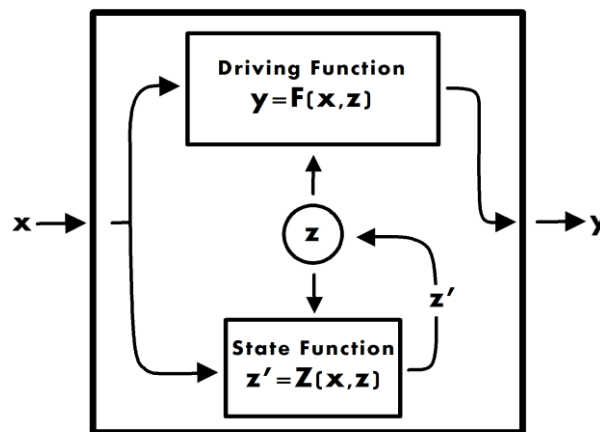 Driving Function
y=F(x,z)
x
z
y
z′
State Function
z′=Z(x,z)